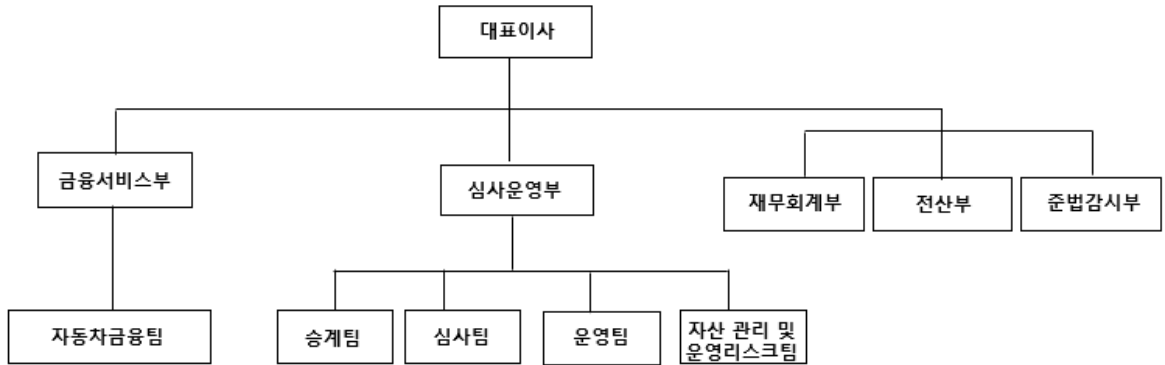 대표이사
금융서비스부
심사운영부
재무회계부
전산부
준법감시부
자동차금융팀
승계팀
심사팀
운영팀
자산 관리 및
운영리스크팀